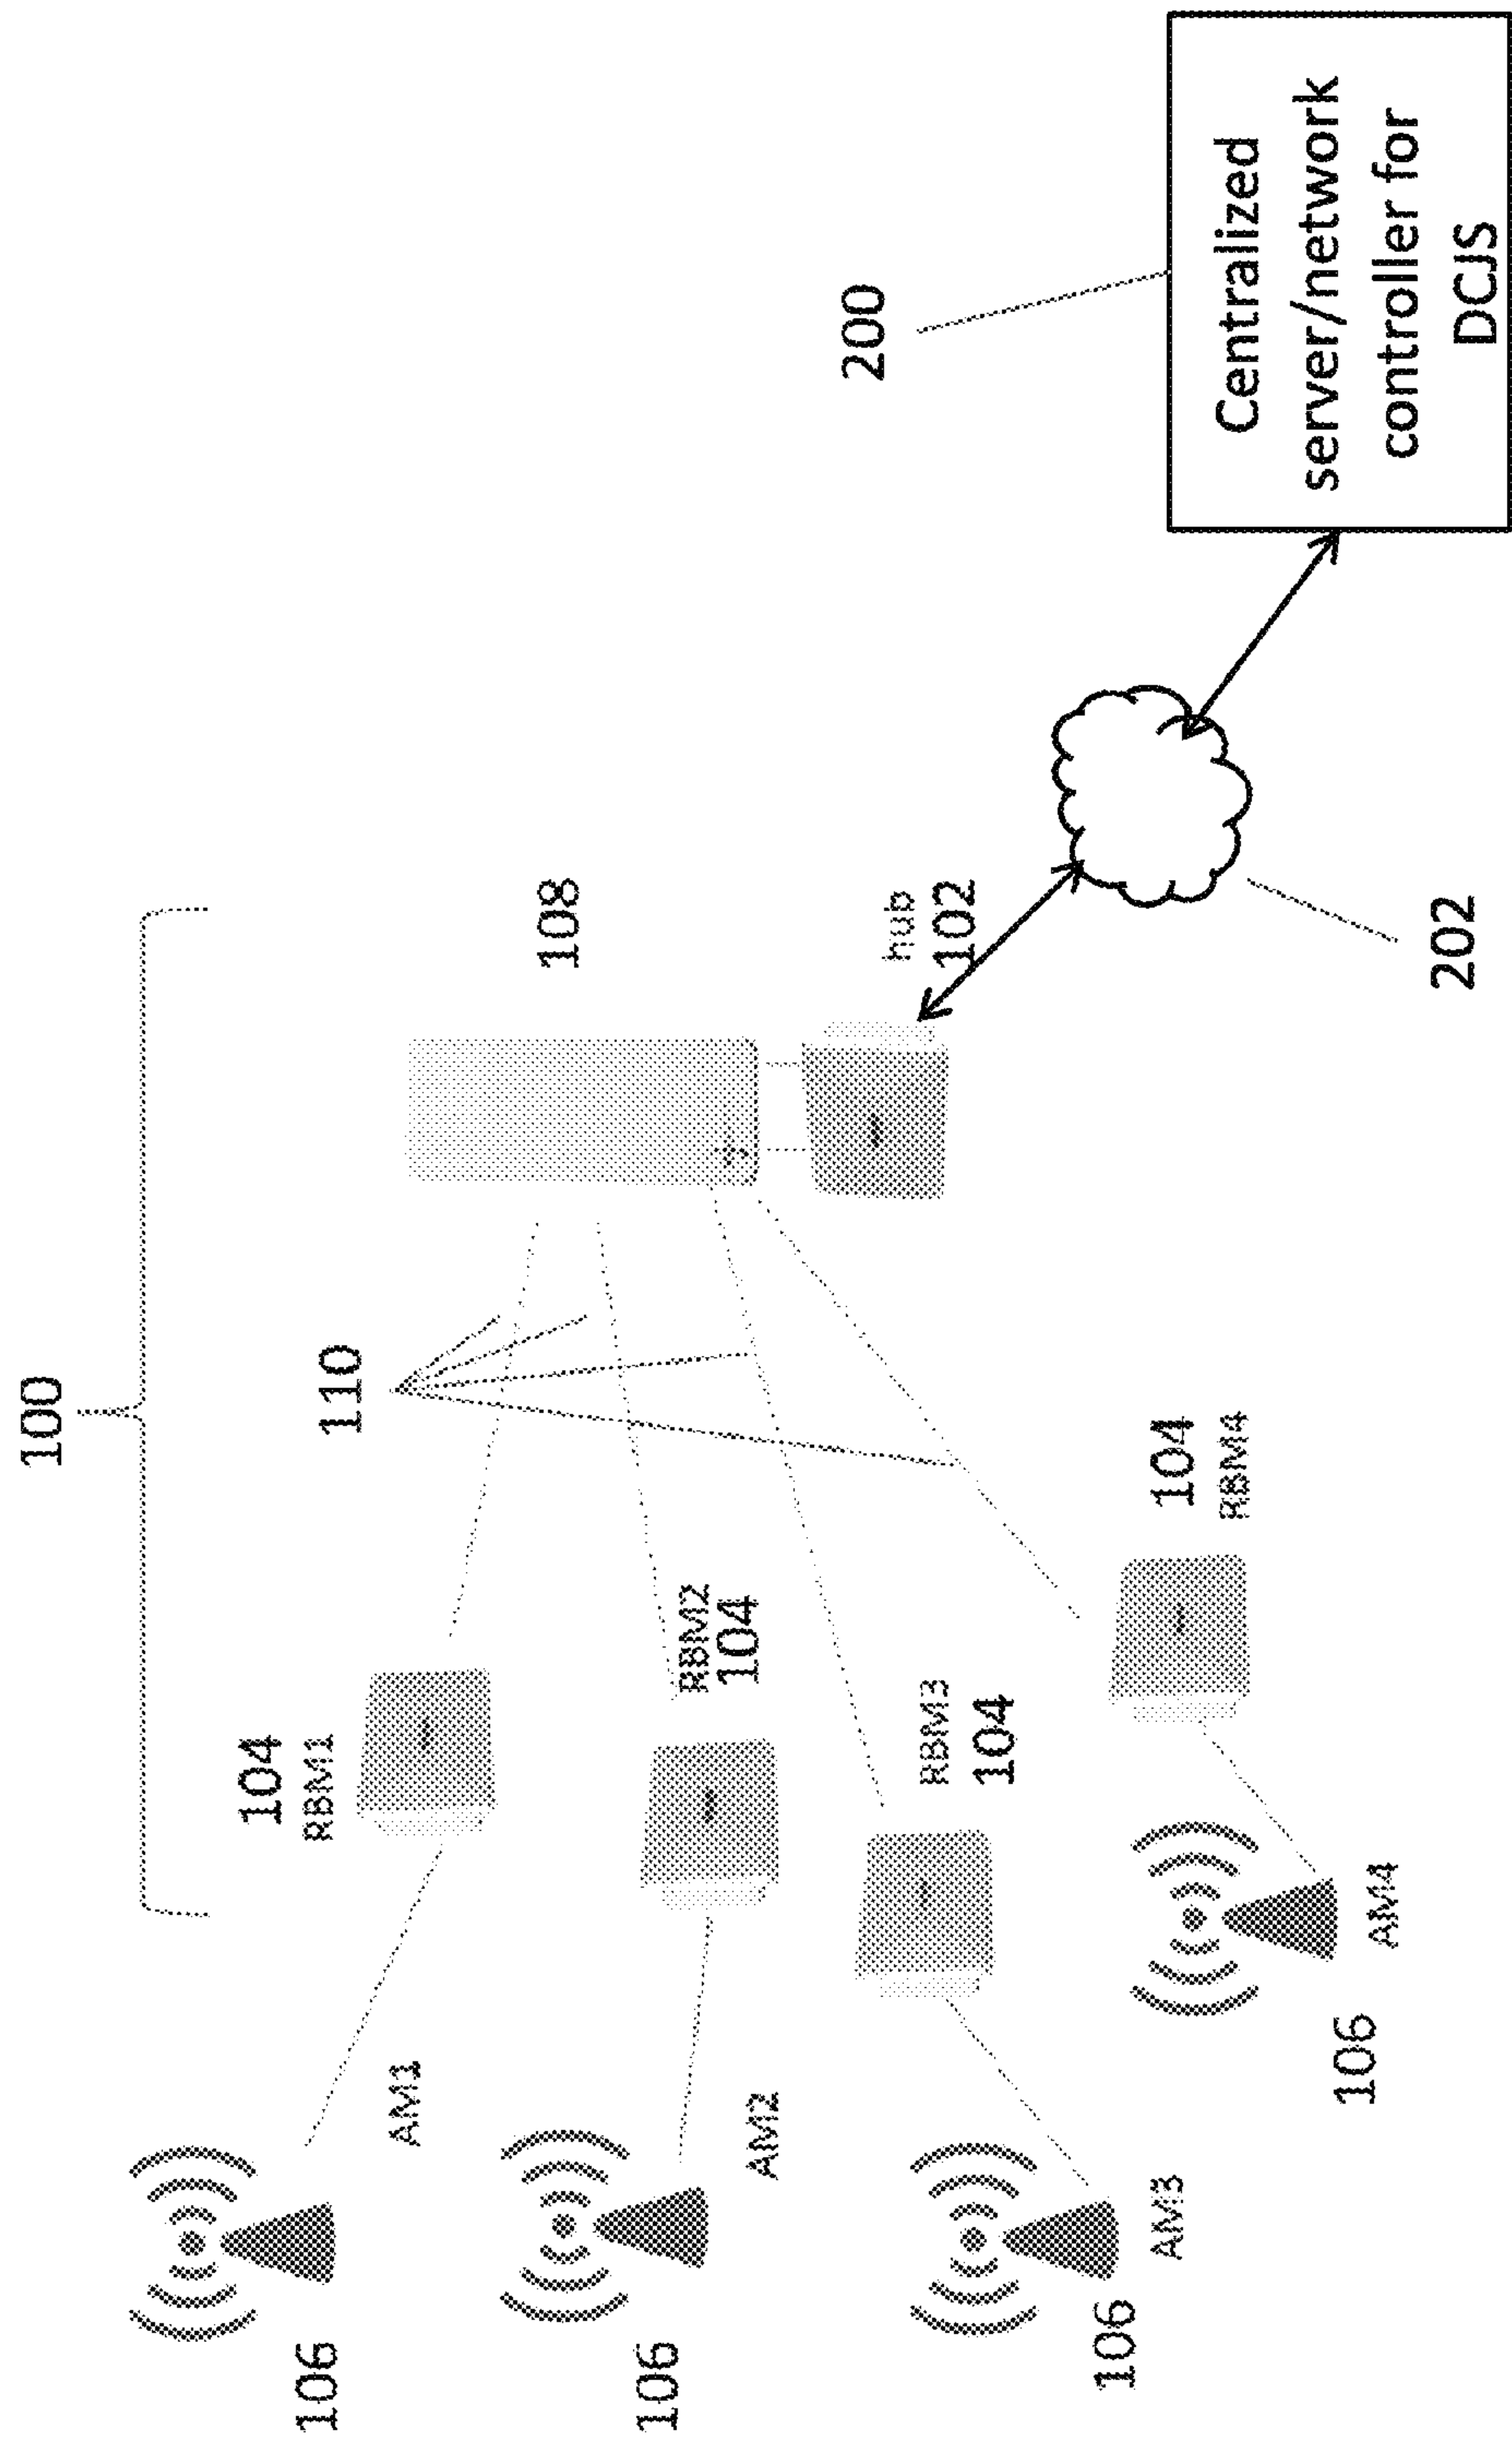 100
110
108
104
RBM1
RBM2
104
RBM3
104
104
RBM4
AM1
106
AM2
106
AM3
106
AM4
106
hub
102
202
200
Centralized
server/network
controller for
DCJS